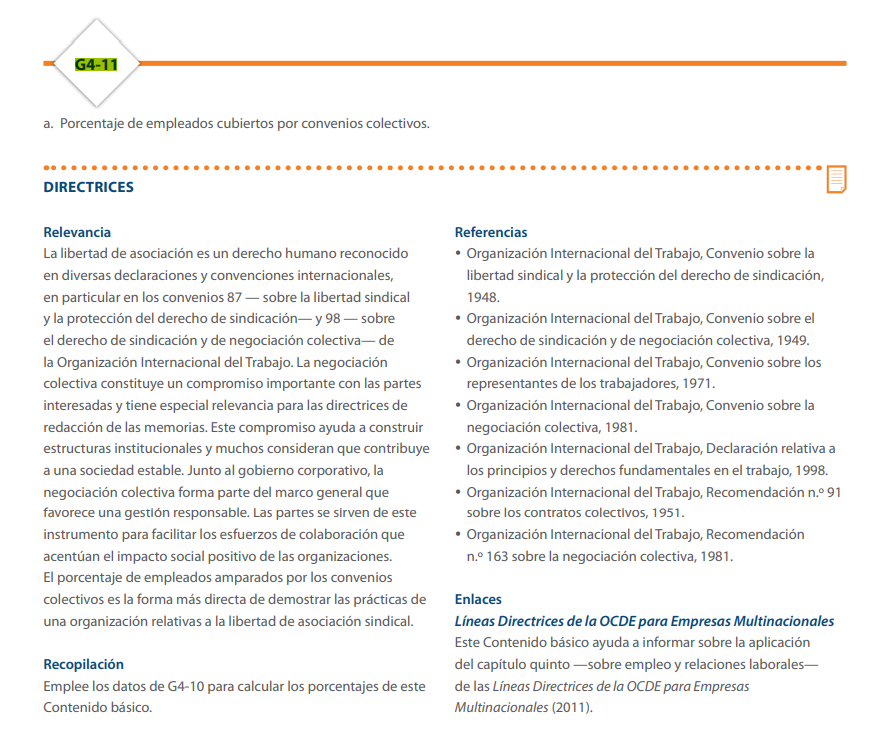 G4-11
a. Porcentaje de empleados cubiertos por convenios colectivos.
DIRECTRICES
Relevancia
La libertad de asociación es un derecho humano reconocido
en diversas declaraciones y convenciones internacionales,
en particular en los convenios 87 — sobre la libertad sindical
y la protección del derecho de sindicación— y 98 — sobre
el derecho de sindicación y de negociación colectiva— de
la Organización Internacional del Trabajo. La negociación
colectiva constituye un compromiso importante con las partes
interesadas y tiene especial relevancia para las directrices de
redacción de las memorias. Este compromiso ayuda a construir
estructuras institucionales y muchos consideran que contribuye
a una sociedad estable. Junto al gobierno corporativo, la
negociación colectiva forma parte del marco general que
favorece una gestión responsable. Las partes se sirven de este
instrumento para facilitar los esfuerzos de colaboración que
acentúan el impacto social positivo de las organizaciones.
El porcentaje de empleados amparados por los convenios
colectivos es la forma más directa de demostrar las prácticas de
una organización relativas a la libertad de asociación sindical.
Recopilación
Emplee los datos de G4-10 para calcular los porcentajes de este
Contenido básico.
Referencias
• Organización Internacional del Trabajo, Convenio sobre la
libertad sindical y la protección del derecho de sindicación,
1948.
• Organización Internacional del Trabajo, Convenio sobre el
derecho de sindicación y de negociación colectiva, 1949.
• Organización Internacional del Trabajo, Convenio sobre los
representantes de los trabajadores, 1971.
• Organización Internacional del Trabajo, Convenio sobre la
negociación colectiva, 1981.
• Organización Internacional del Trabajo, Declaración relativa a
los principios y derechos fundamentales en el trabajo, 1998.
• Organización Internacional del Trabajo, Recomendación n.º 91
sobre los contratos colectivos, 1951.
• Organización Internacional del Trabajo, Recomendación
n.º 163 sobre la negociación colectiva, 1981.
Enlaces
Líneas Directrices de la OCDE para Empresas Multinacionales
Este Contenido básico ayuda a informar sobre la aplicación
del capítulo quinto —sobre empleo y relaciones laborales—
de las Líneas Directrices de la OCDE para Empresas
Multinacionales (2011).